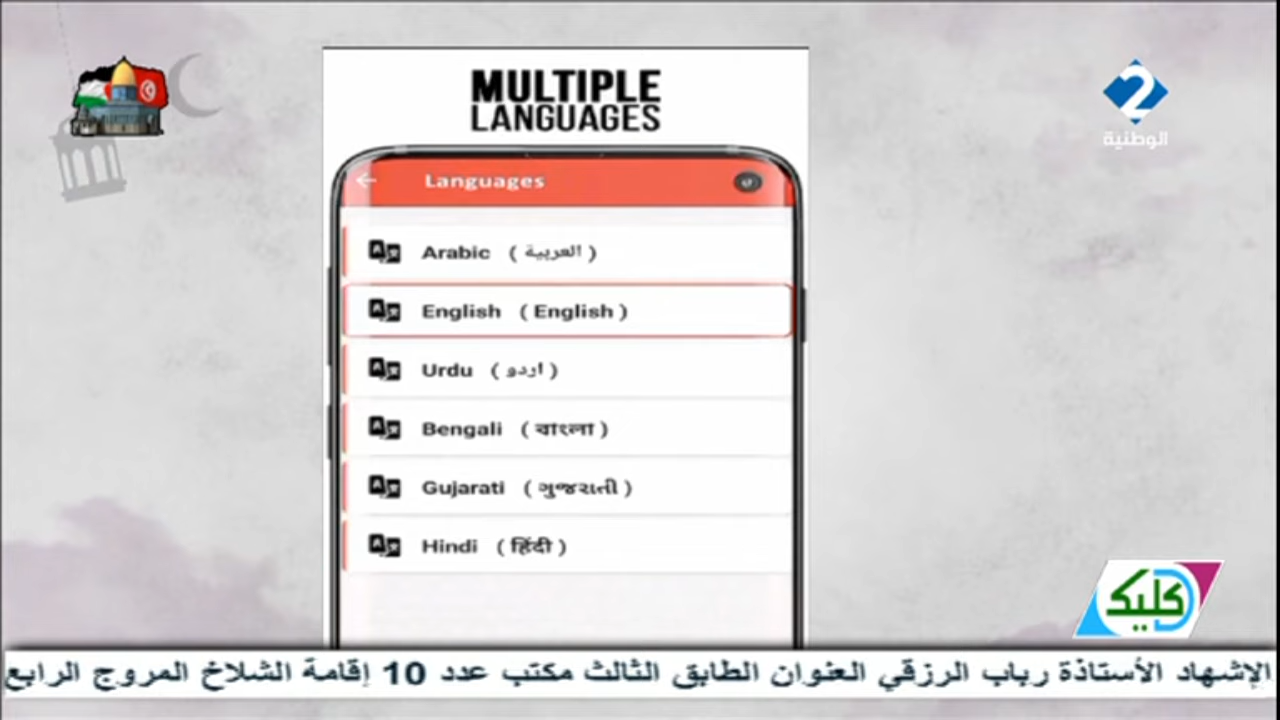 MULTIPLE
LANGUAGES
2
الوطنية
Languages
Arabic ( العربية )
English ( English )
Urdu ( اردو )
Bengali ( বাংলা )
Gujarati ( ગુજરાતી )
Hindi ( हिंदी )
كليك
الإشهاد الأستاذة رباب الرزقي العنوان الطابق الثالث مكتب عدد 10 إقامة الشلاخ المروج الرابع